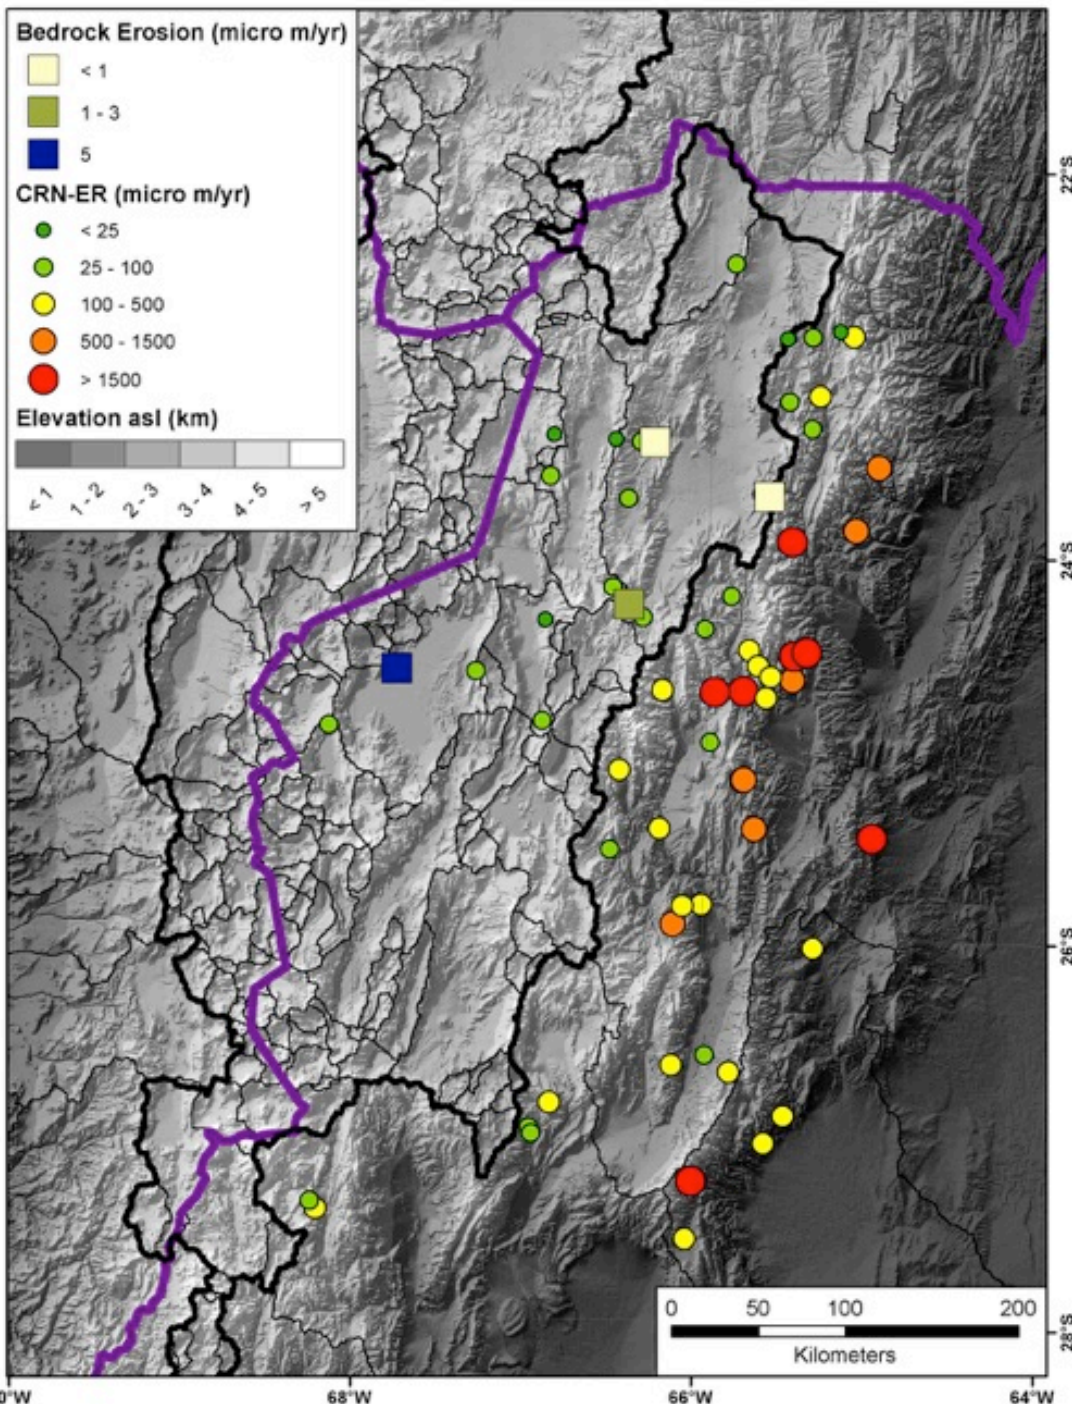 Bedrock Erosion (micro m/yr)
< 1
1 - 3
5
CRN-ER (micro m/yr)
< 25
25 - 100
100 - 500
500 - 1500
> 1500
Elevation asl (km)
< 1
1 - 2
2 - 3
3 - 4
4 - 5
> 5
22°S
24°S
26°S
28°S
0 50 100 200
Kilometers
0°W 68°W 66°W 64°W